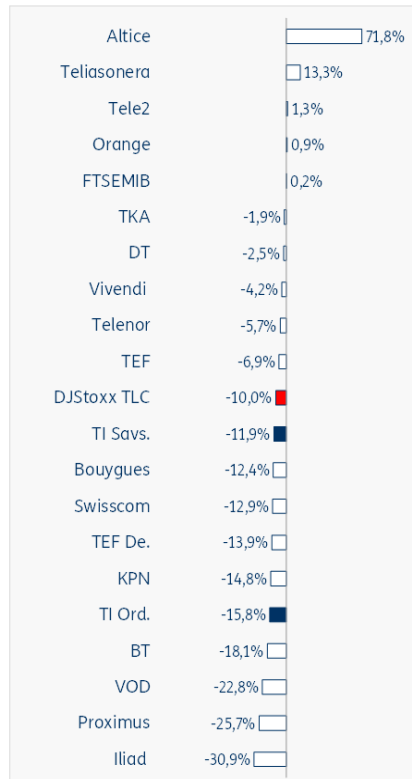 Altice 71,8%
Teliasonera 13,3%
Tele2 1,3%
Orange 0,9%
FTSEMIB 0,2%
TKA -1,9%
DT -2,5%
Vivendi -4,2%
Telenor -5,7%
TEF -6,9%
DJStoxx TLC -10,0%
TI Savs. -11,9%
Bouygues -12,4%
Swisscom -12,9%
TEF De. -13,9%
KPN -14,8%
TI Ord. -15,8%
BT -18,1%
VOD -22,8%
Proximus -25,7%
Iliad -30,9%